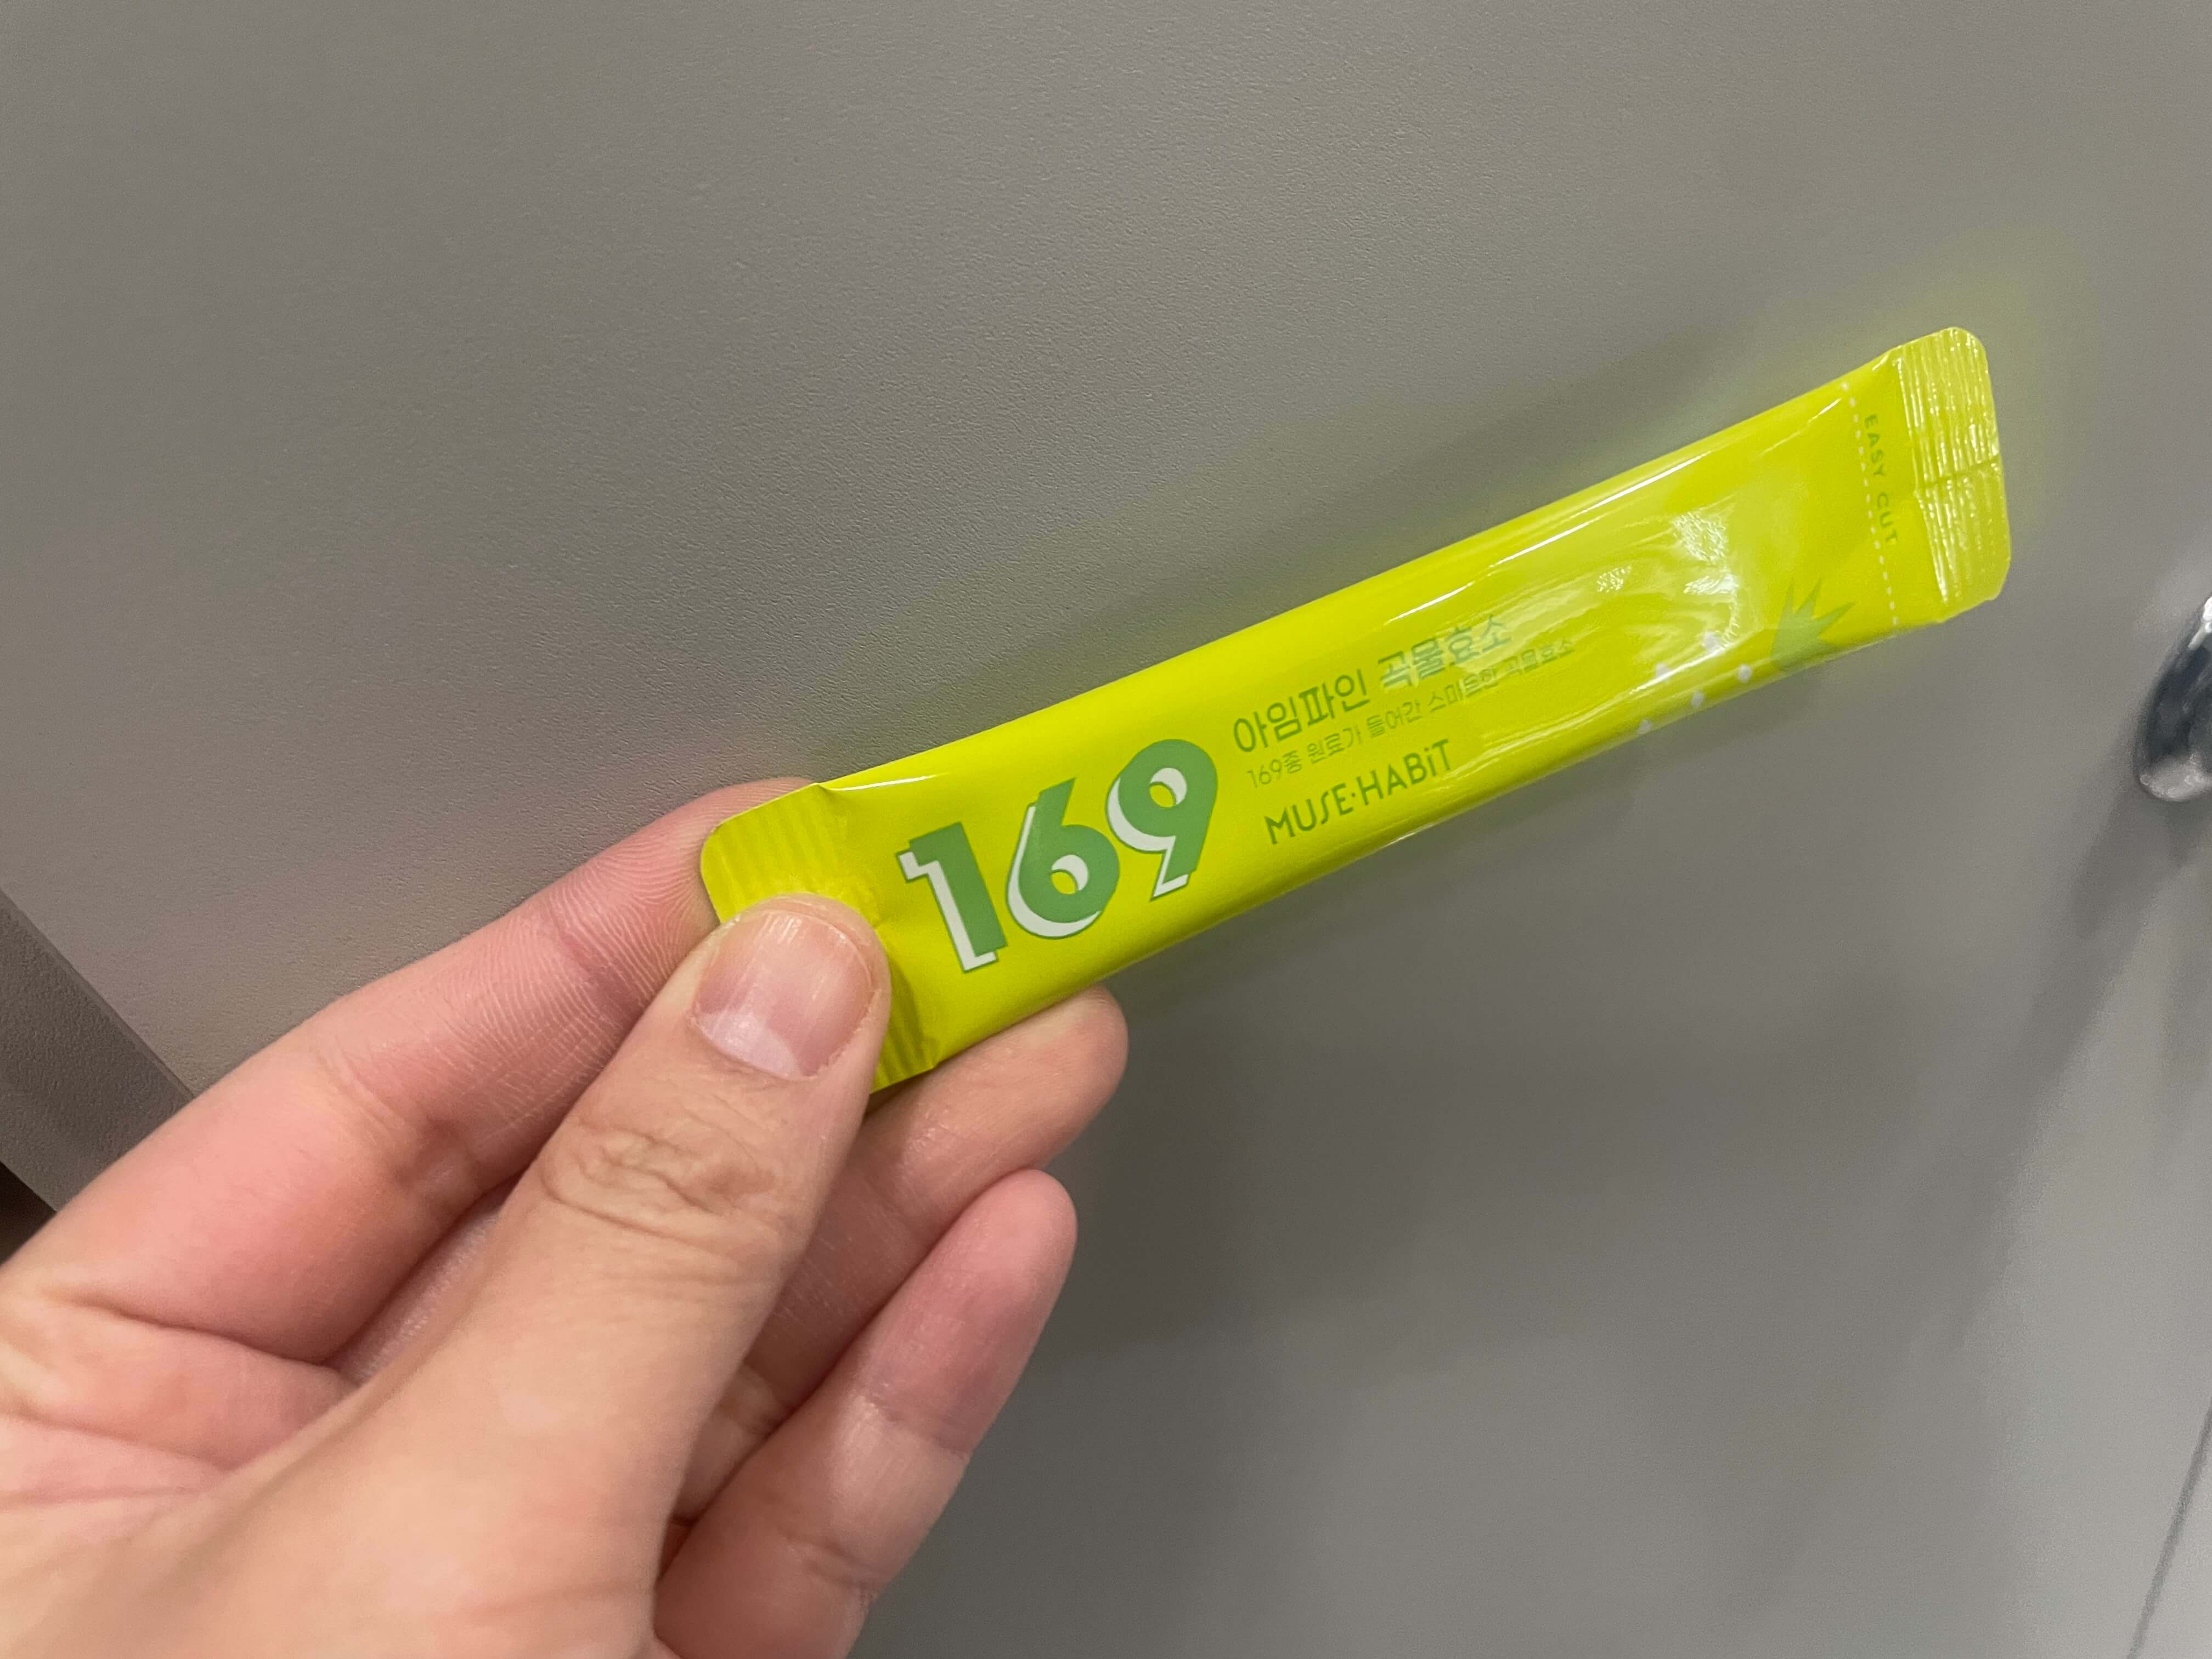 169
아임파인 곡물효소
169종 원료가 들어간 스마트한 곡물효소
MUSE·HABiT
EASY CUT